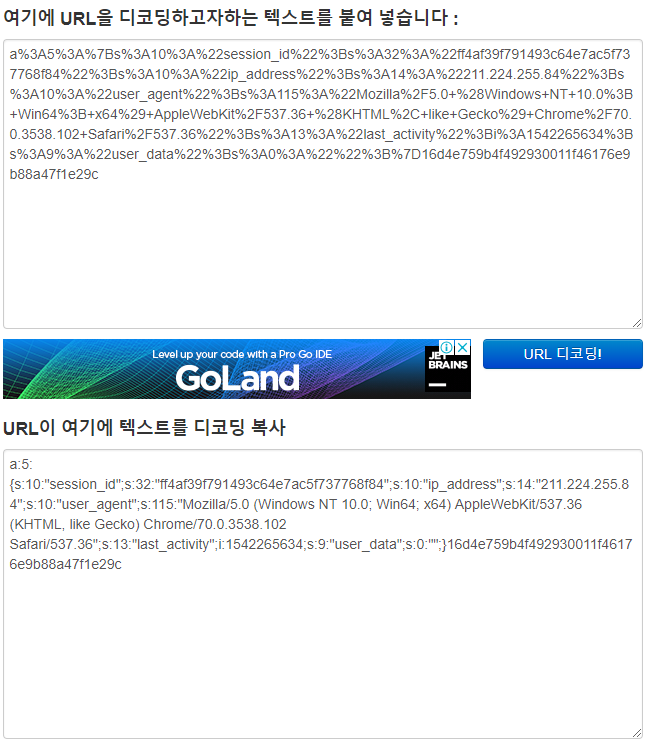 여기에 URL을 디코딩하고자하는 텍스트를 붙여 넣습니다 :
a%3A5%3A%7Bs%3A10%3A%22session_id%22%3Bs%3A32%3A%22ff4af39f791493c64e7ac5f73
7768f84%22%3Bs%3A10%3A%22ip_address%22%3Bs%3A14%3A%22211.224.255.84%22%3Bs
%3A10%3A%22user_agent%22%3Bs%3A115%3A%22Mozilla%2F5.0+%28Windows+NT+10.0%3B
+Win64%3B+x64%29+AppleWebKit%2F537.36+%28KHTML%2C+like+Gecko%29+Chrome%2F70.
0.3538.102+Safari%2F537.36%22%3Bs%3A13%3A%22last_activity%22%3Bi%3A1542265634%3B
s%3A9%3A%22user_data%22%3Bs%3A0%3A%22%22%3B%7D16d4e759b4f492930011f46176e9
b88a47f1e29c
Level up your code with a Pro Go IDE
GoLand
JET
BRAINS
URL 디코딩!
URL이 여기에 텍스트를 디코딩 복사
a:5:
{s:10:"session_id";s:32:"ff4af39f791493c64e7ac5f737768f84";s:10:"ip_address";s:14:"211.224.255.8
4";s:10:"user_agent";s:115:"Mozilla/5.0 (Windows NT 10.0; Win64; x64) AppleWebKit/537.36
(KHTML, like Gecko) Chrome/70.0.3538.102
Safari/537.36";s:13:"last_activity";i:1542265634;s:9:"user_data";s:0:"";}16d4e759b4f492930011f4617
6e9b88a47f1e29c